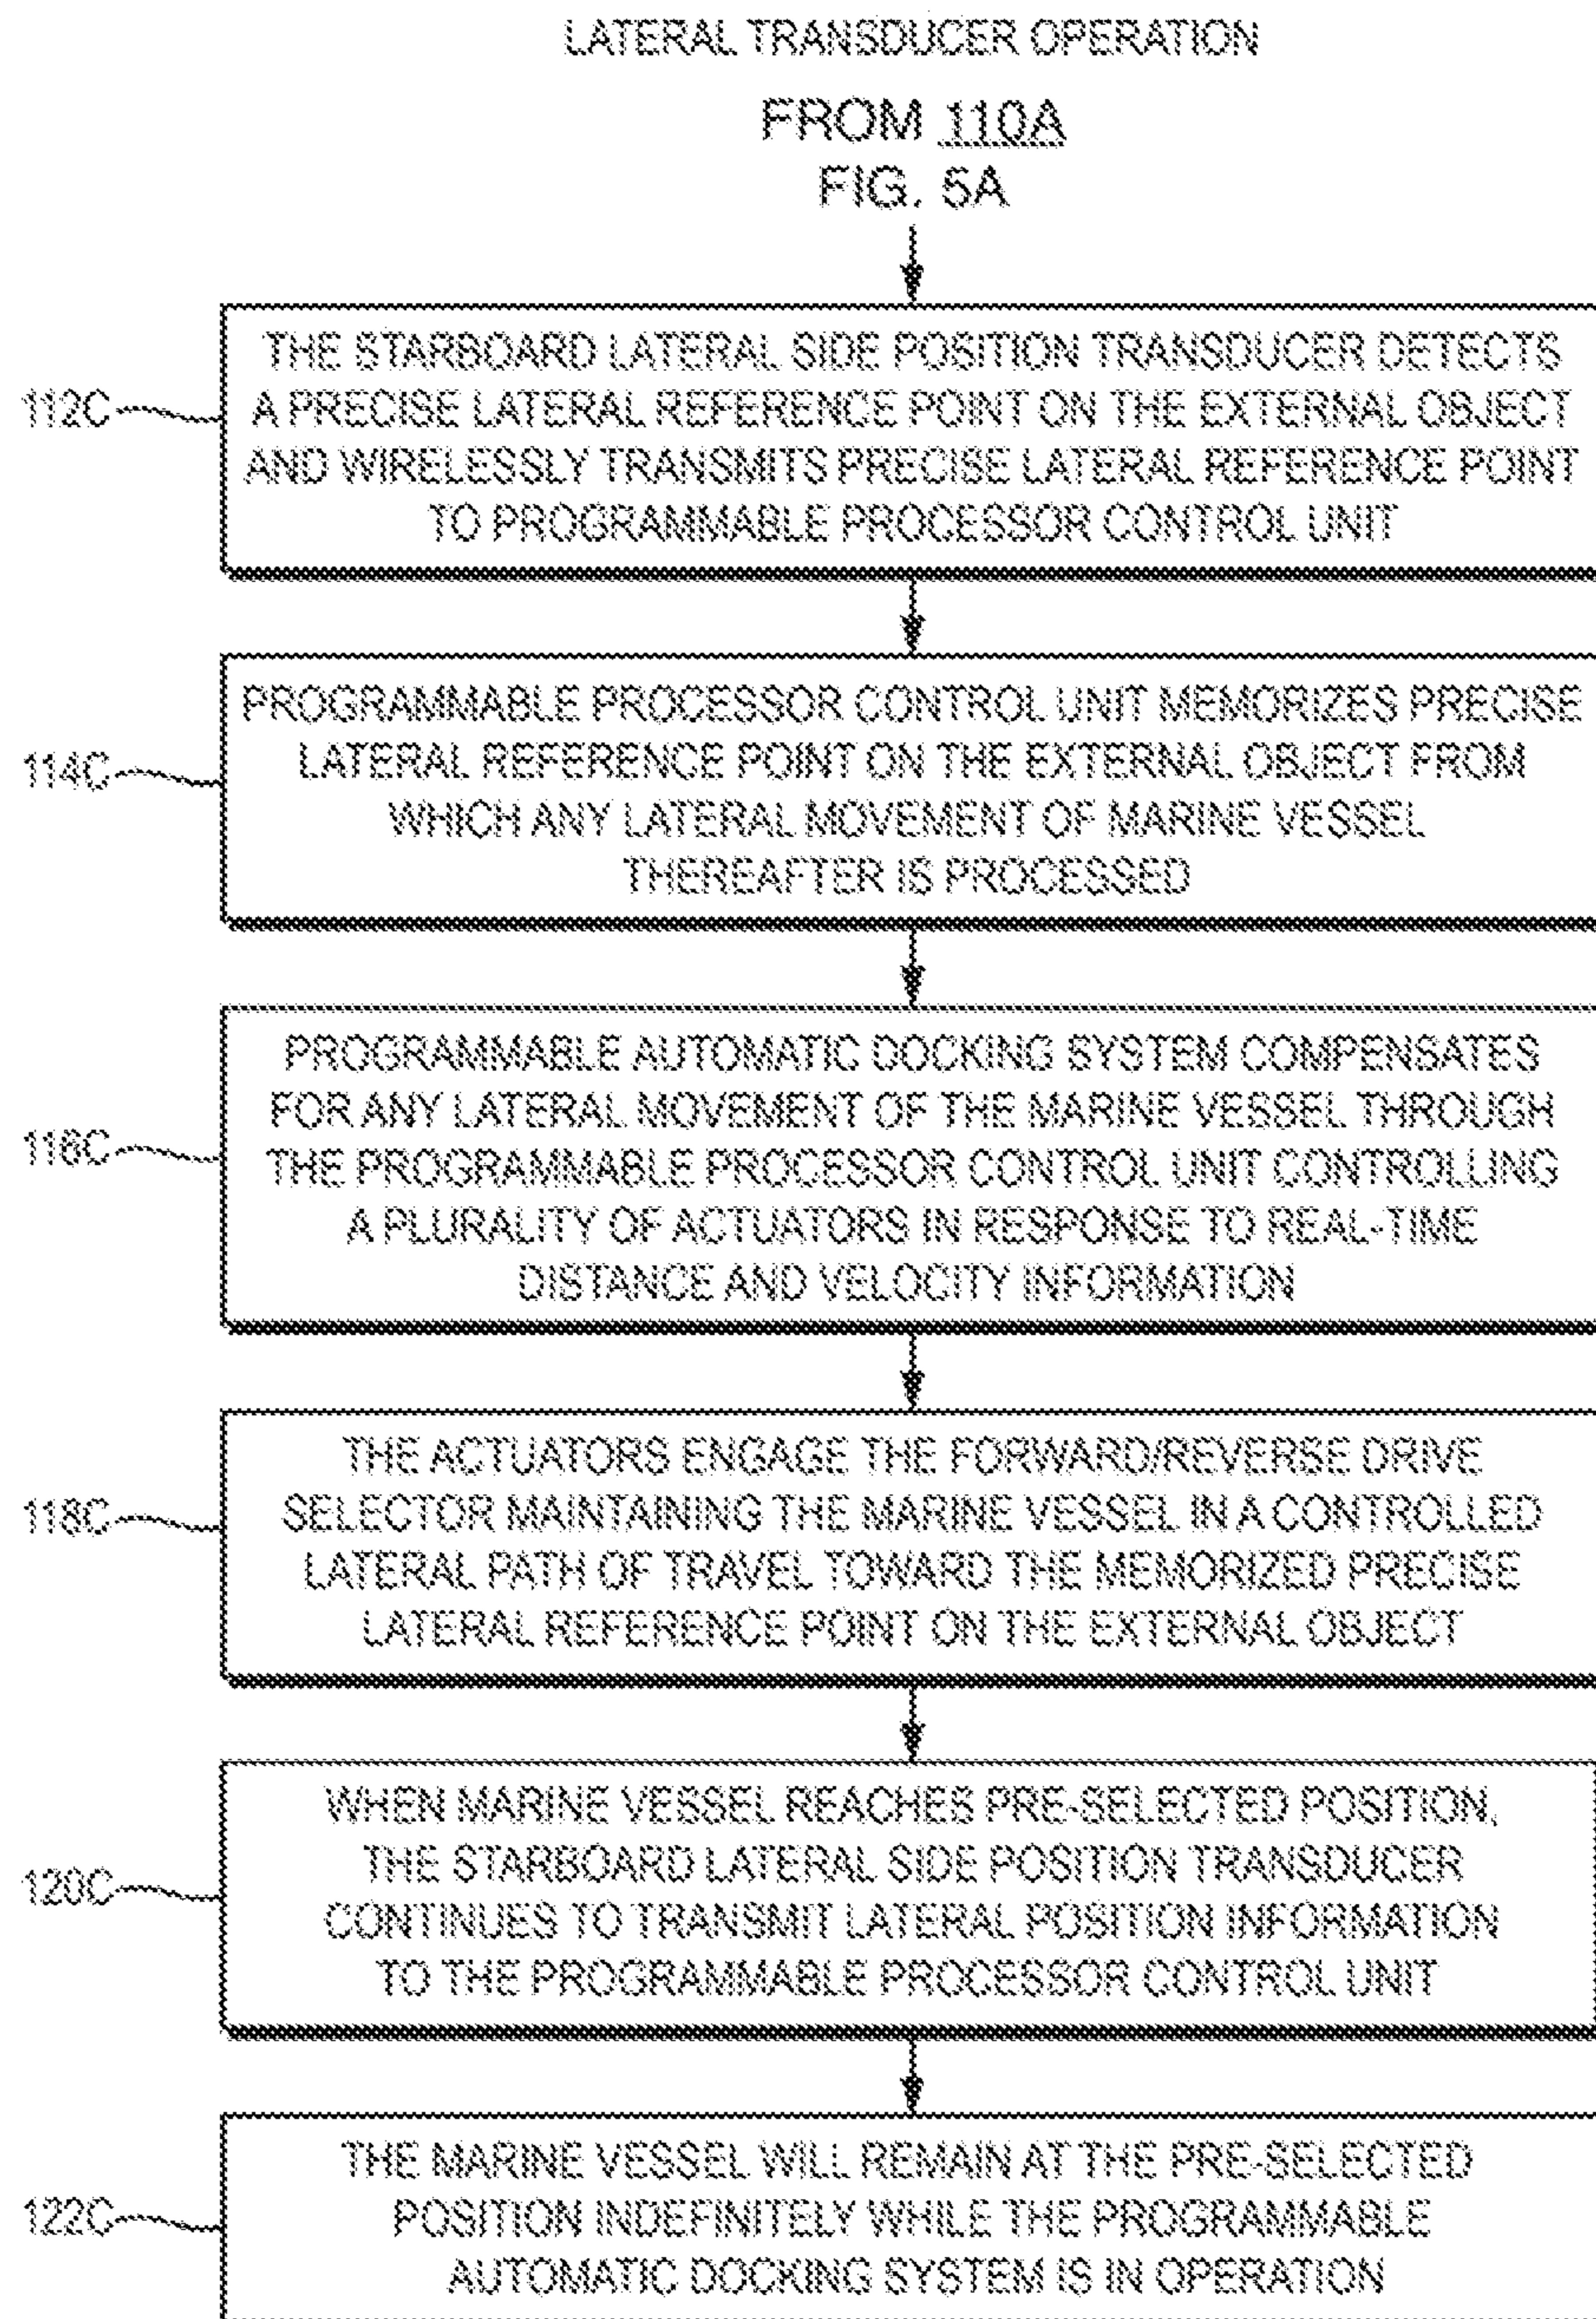 LATERAL TRANSDUCER OPERATION
FROM 110A
FIG. 5A
112C
THE STARBOARD LATERAL SIDE POSITION TRANSDUCER DETECTS
A PRECISE LATERAL REFERENCE POINT ON THE EXTERNAL OBJECT
AND WIRELESSLY TRANSMITS PRECISE LATERAL REFERENCE POINT
TO PROGRAMMABLE PROCESSOR CONTROL UNIT
114C
PROGRAMMABLE PROCESSOR CONTROL UNIT MEMORIZES PRECISE
LATERAL REFERENCE POINT ON THE EXTERNAL OBJECT FROM
WHICH ANY LATERAL MOVEMENT OF MARINE VESSEL
THEREAFTER IS PROCESSED
116C
PROGRAMMABLE AUTOMATIC DOCKING SYSTEM COMPENSATES
FOR ANY LATERAL MOVEMENT OF THE MARINE VESSEL THROUGH
THE PROGRAMMABLE PROCESSOR CONTROL UNIT CONTROLLING
A PLURALITY OF ACTUATORS IN RESPONSE TO REAL-TIME
DISTANCE AND VELOCITY INFORMATION
118C
THE ACTUATORS ENGAGE THE FORWARD/REVERSE DRIVE
SELECTOR MAINTAINING THE MARINE VESSEL IN A CONTROLLED
LATERAL PATH OF TRAVEL TOWARD THE MEMORIZED PRECISE
LATERAL REFERENCE POINT ON THE EXTERNAL OBJECT
120C
WHEN MARINE VESSEL REACHES PRE-SELECTED POSITION,
THE STARBOARD LATERAL SIDE POSITION TRANSDUCER
CONTINUES TO TRANSMIT LATERAL POSITION INFORMATION
TO THE PROGRAMMABLE PROCESSOR CONTROL UNIT
122C
THE MARINE VESSEL WILL REMAIN AT THE PRE-SELECTED
POSITION INDEFINITELY WHILE THE PROGRAMMABLE
AUTOMATIC DOCKING SYSTEM IS IN OPERATION